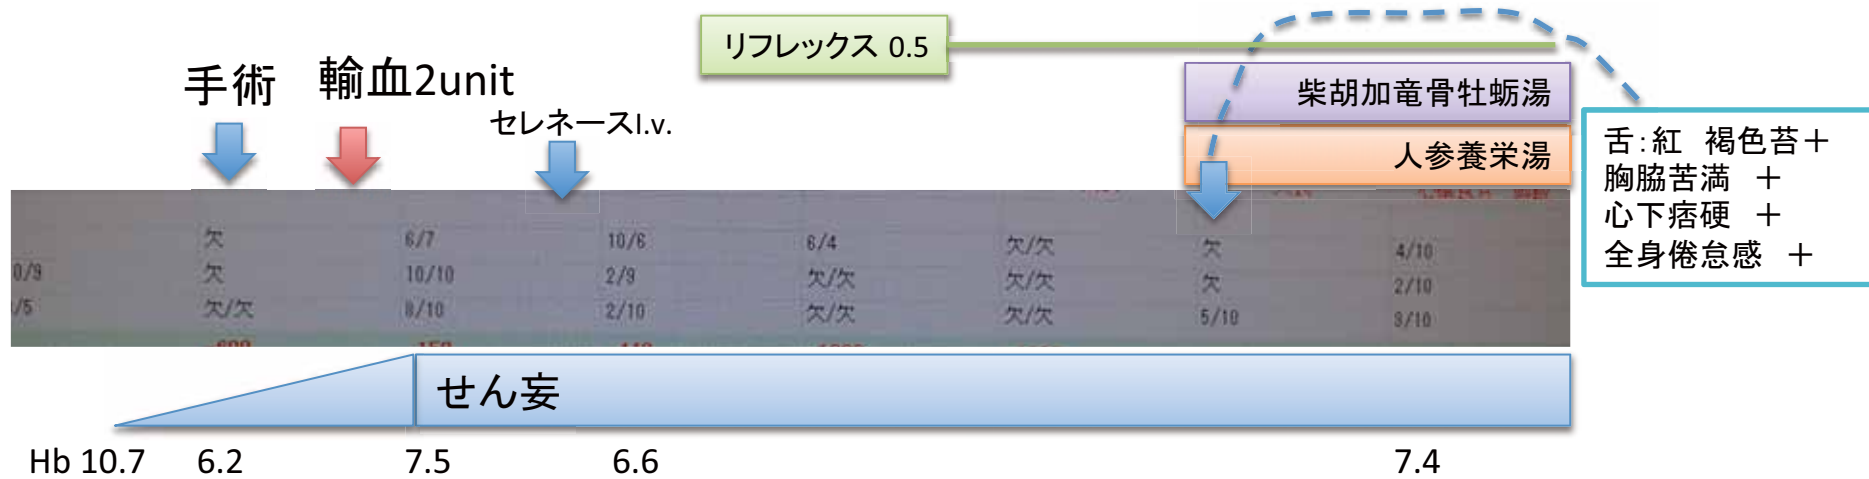 リフレックス 0.5
手術
輸血2unit
セレネースI.v.
柴胡加竜骨牡蛎湯
人参養栄湯
舌:紅 褐色苔＋
胸脇苦満 ＋
心下痞硬 ＋
全身倦怠感 ＋
欠 6/7 10/6 6/4 欠/欠 欠 4/10
0/9 欠 10/10 2/9 欠/欠 欠/欠 欠 2/10
/5 欠/欠 8/10 2/10 欠/欠 欠/欠 5/10 3/10
せん妄
Hb 10.7 6.2 7.5 6.6 7.4